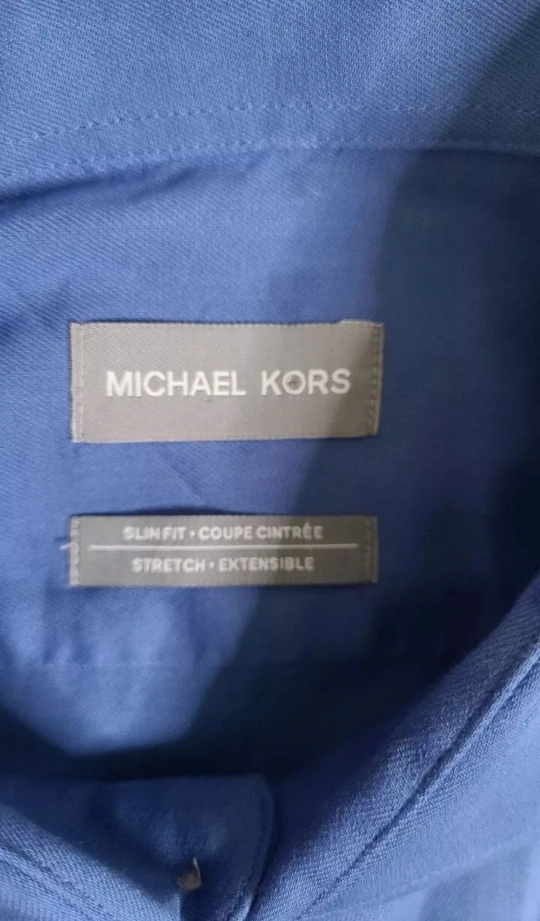 MICHAEL KORS
SLIM FIT • COUPE CINTRÉE
STRETCH • EXTENSIBLE